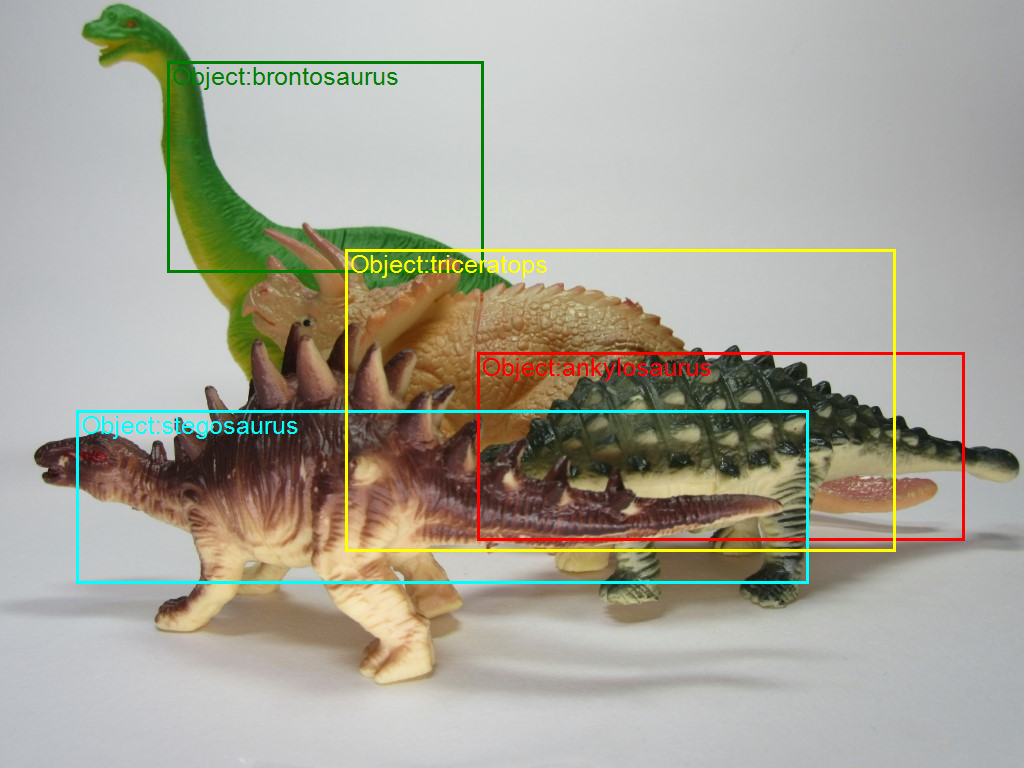 Object:brontosaurus
Object:triceratops
Object:ankylosaurus
Object:stegosaurus